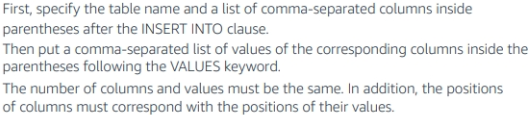 First, specify the table name and a list of comma-separated columns inside
parentheses after the INSERT INTO clause.
Then put a comma-separated list of values of the corresponding columns inside the
parentheses following the VALUES keyword.
The number of columns and values must be the same. In addition, the positions
of columns must correspond with the positions of their values.